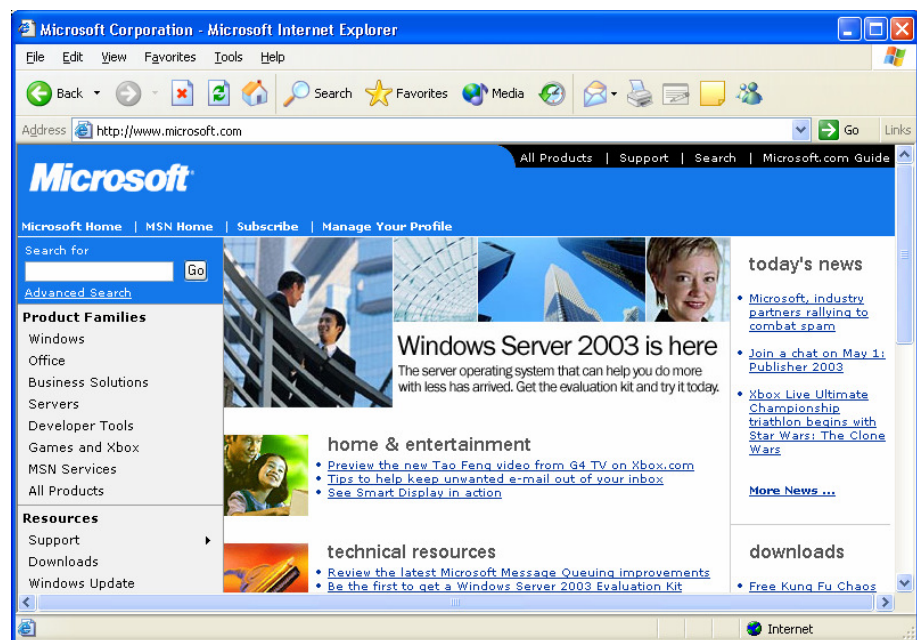 Microsoft Corporation - Microsoft Internet Explorer
File Edit View Favorites Tools Help
Back Search Favorites Media
Address http://www.microsoft.com Go Links
All Products | Support | Search | Microsoft.com Guide
Microsoft
Microsoft Home | MSN Home | Subscribe | Manage Your Profile
Search for
Go
Advanced Search
Product Families
Windows
Office
Business Solutions
Servers
Developer Tools
Games and Xbox
MSN Services
All Products
Resources
Support
Downloads
Windows Update
Windows Server 2003 is here
The server operating system that can help you do more
with less has arrived. Get the evaluation kit and try it today.
home & entertainment
• Preview the new Tao Feng video from G4 TV on Xbox.com
• Tips to help keep unwanted e-mail out of your inbox
• See Smart Display in action
technical resources
• Review the latest Microsoft Message Queuing improvements
• Be the first to get a Windows Server 2003 Evaluation Kit
today's news
• Microsoft, industry
partners rallying to
combat spam
• Join a chat on May 1:
Publisher 2003
• Xbox Live Ultimate
Championship
triathlon begins with
Star Wars: The Clone
Wars
More News ...
downloads
• Free Kung Fu Chaos
Internet